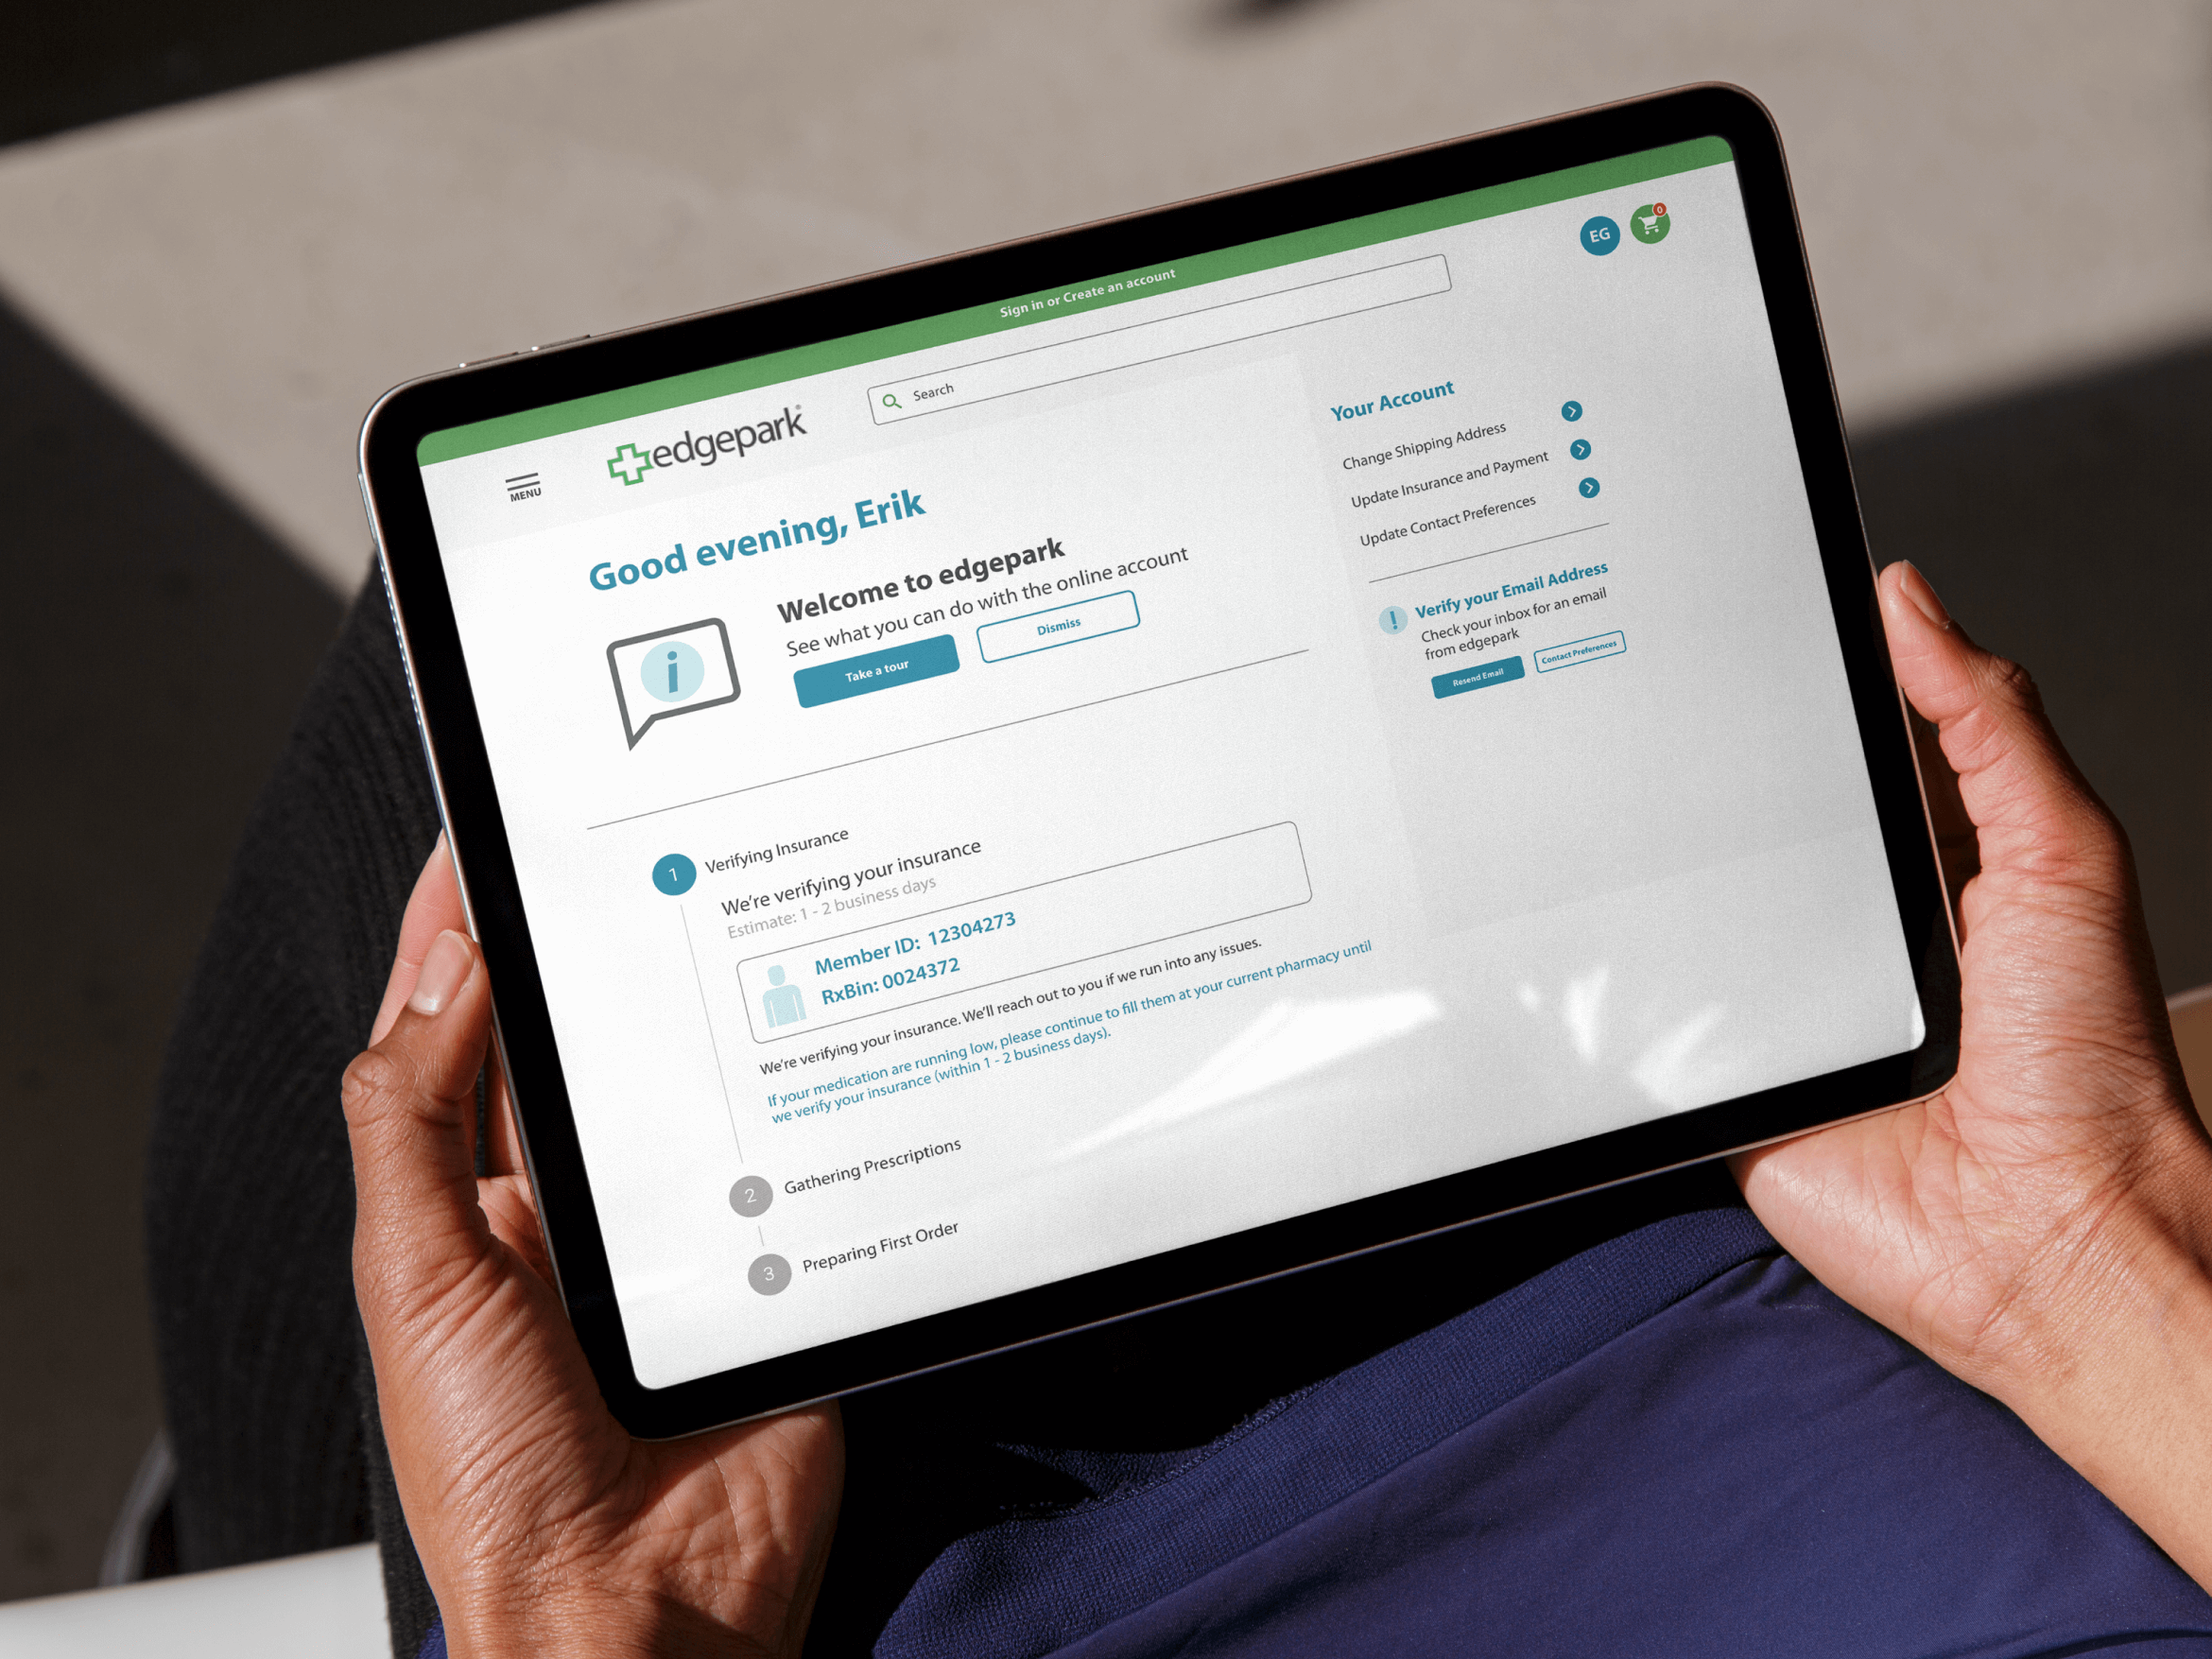 Sign in or Create an account
MENU
edgepark®
Search
EG
0
Good evening, Erik
i
Welcome to edgepark
See what you can do with the online account
Take a tour
Dismiss
1
Verifying Insurance
We're verifying your insurance
Estimate: 1 - 2 business days
Member ID: 12304273
RxBin: 0024372
We're verifying your insurance. We'll reach out to you if we run into any issues.
If your medication are running low, please continue to fill them at your current pharmacy until
we verify your insurance (within 1 - 2 business days).
2
Gathering Prescriptions
3
Preparing First Order
Your Account
Change Shipping Address
Update Insurance and Payment
Update Contact Preferences
!
Verify your Email Address
Check your inbox for an email
from edgepark
Resend Email
Contact Preferences